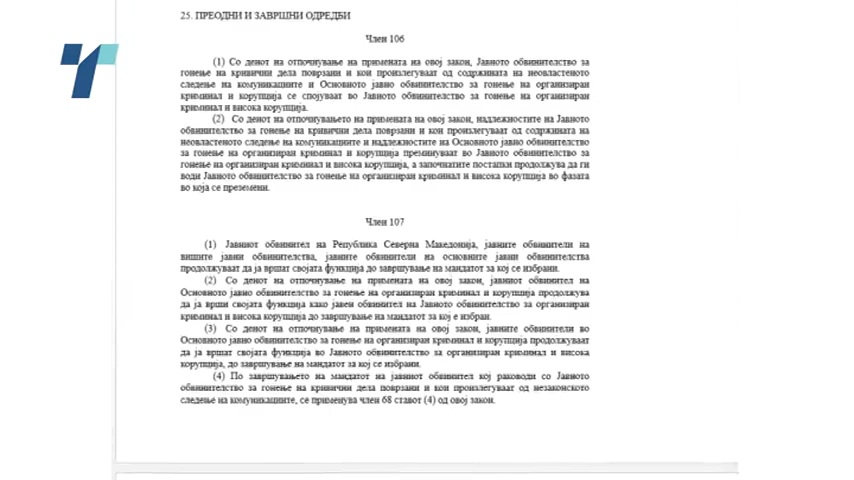 25. ПРЕОДНИ И ЗАВРШНИ ОДРЕДБИ
Член 106
(1) Со денот на отпочнување на примената на овој закон, Јавното обвинителство за
гонење на кривични дела поврзани и кои произлегуваат од содржината на неовластеното
следење на комуникациите и Основното јавно обвинителство за гонење на организиран
криминал и корупција се спојуваат во Јавното обвинителство за гонење на организиран
криминал и висока корупција.
(2) Со денот на отпочнувањето на примената на овој закон, надлежностите на Јавното
обвинителство за гонење на кривични дела поврзани и кои произлегуваат од содржината на
неовластеното следење на комуникациите и надлежностите на Основното јавно обвинителство
за гонење на организиран криминал и корупција преминуваат во Јавното обвинителство за
гонење на организиран криминал и висока корупција, а започнатите постапки продолжува да ги
води Јавното обвинителство за гонење на организиран криминал и висока корупција во фазата
во која се преземени.
Член 107
(1) Јавниот обвинител на Република Северна Македонија, јавните обвинители на
вишите јавни обвинителства, јавните обвинители на основните јавни обвинителства
продолжуваат да ја вршат својата функција до завршување на мандатот за кој се избрани.
(2) Со денот на отпочнување на примената на овој закон, јавниот обвинител на
Основното јавно обвинителство за гонење на организиран криминал и корупција продолжува
да ја врши својата функција како јавен обвинител на Јавното обвинителство за организиран
криминал и висока корупција до завршување на мандатот за кој е избран.
(3) Со денот на отпочнување на примената на овој закон, јавните обвинители во
Основното јавно обвинителство за гонење на организиран криминал и корупција продолжуваат
да ја вршат својата функција во Јавното обвинителство за организиран криминал и висока
корупција, до завршување на мандатот за кој се избрани.
(4) По завршувањето на мандатот на јавниот обвинител кој раководи со Јавното
обвинителство за гонење на кривични дела поврзани и кои произлегуваат од незаконското
следење на комуникациите, се применува член 68 ставот (4) од овој закон.